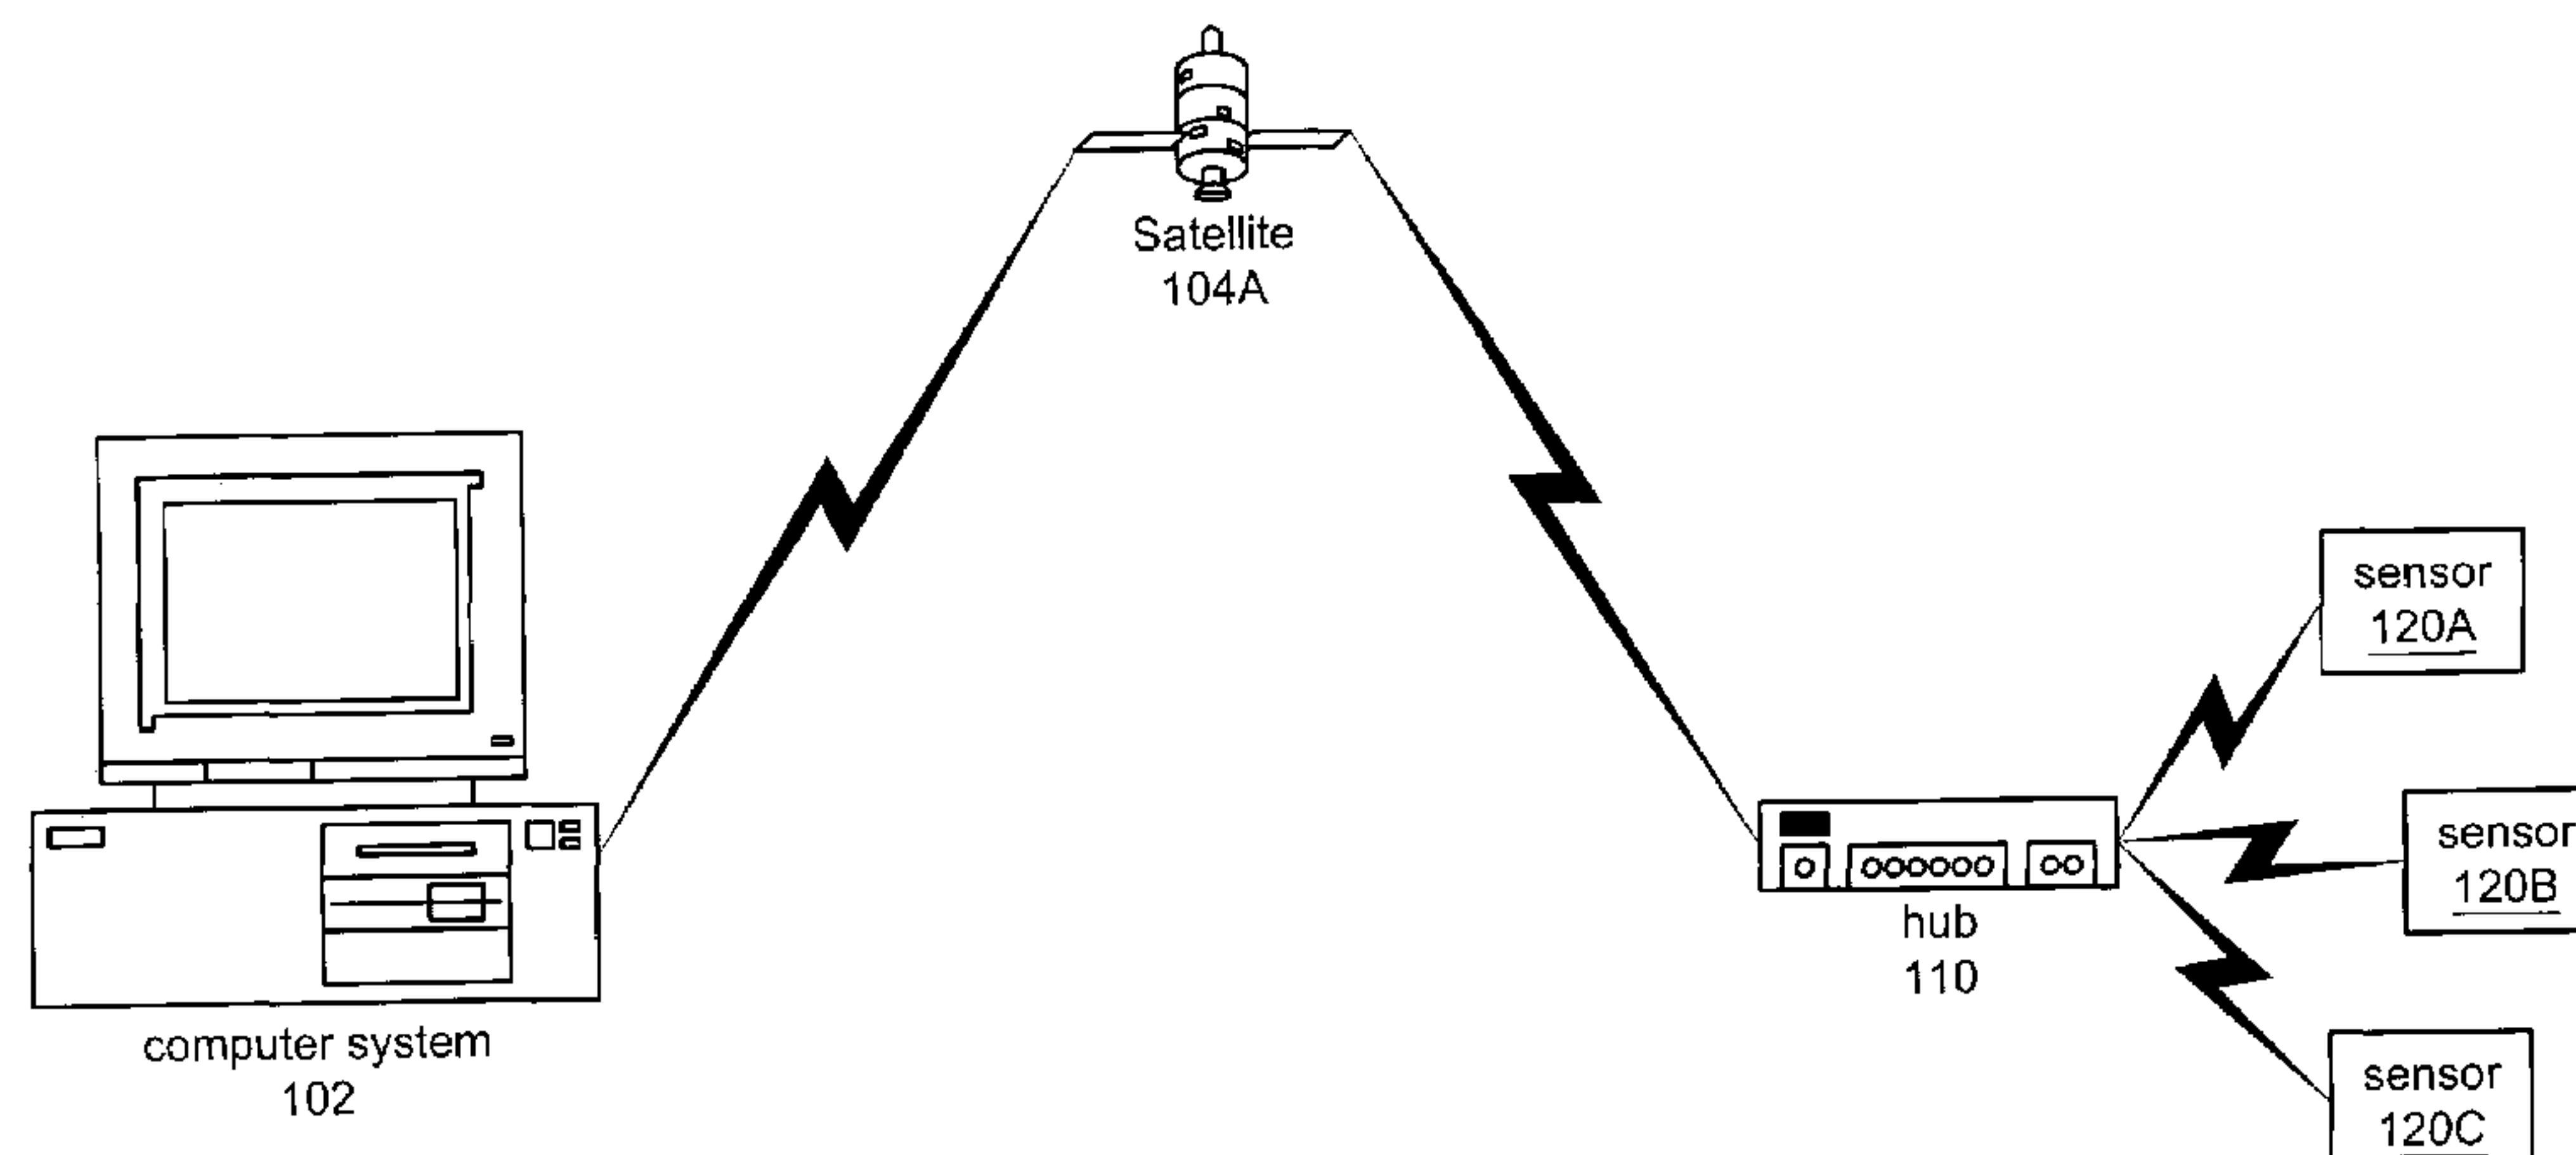 Satellite
104A
sensor
120A
sensor
120B
hub
110
sensor
120C
computer system
102